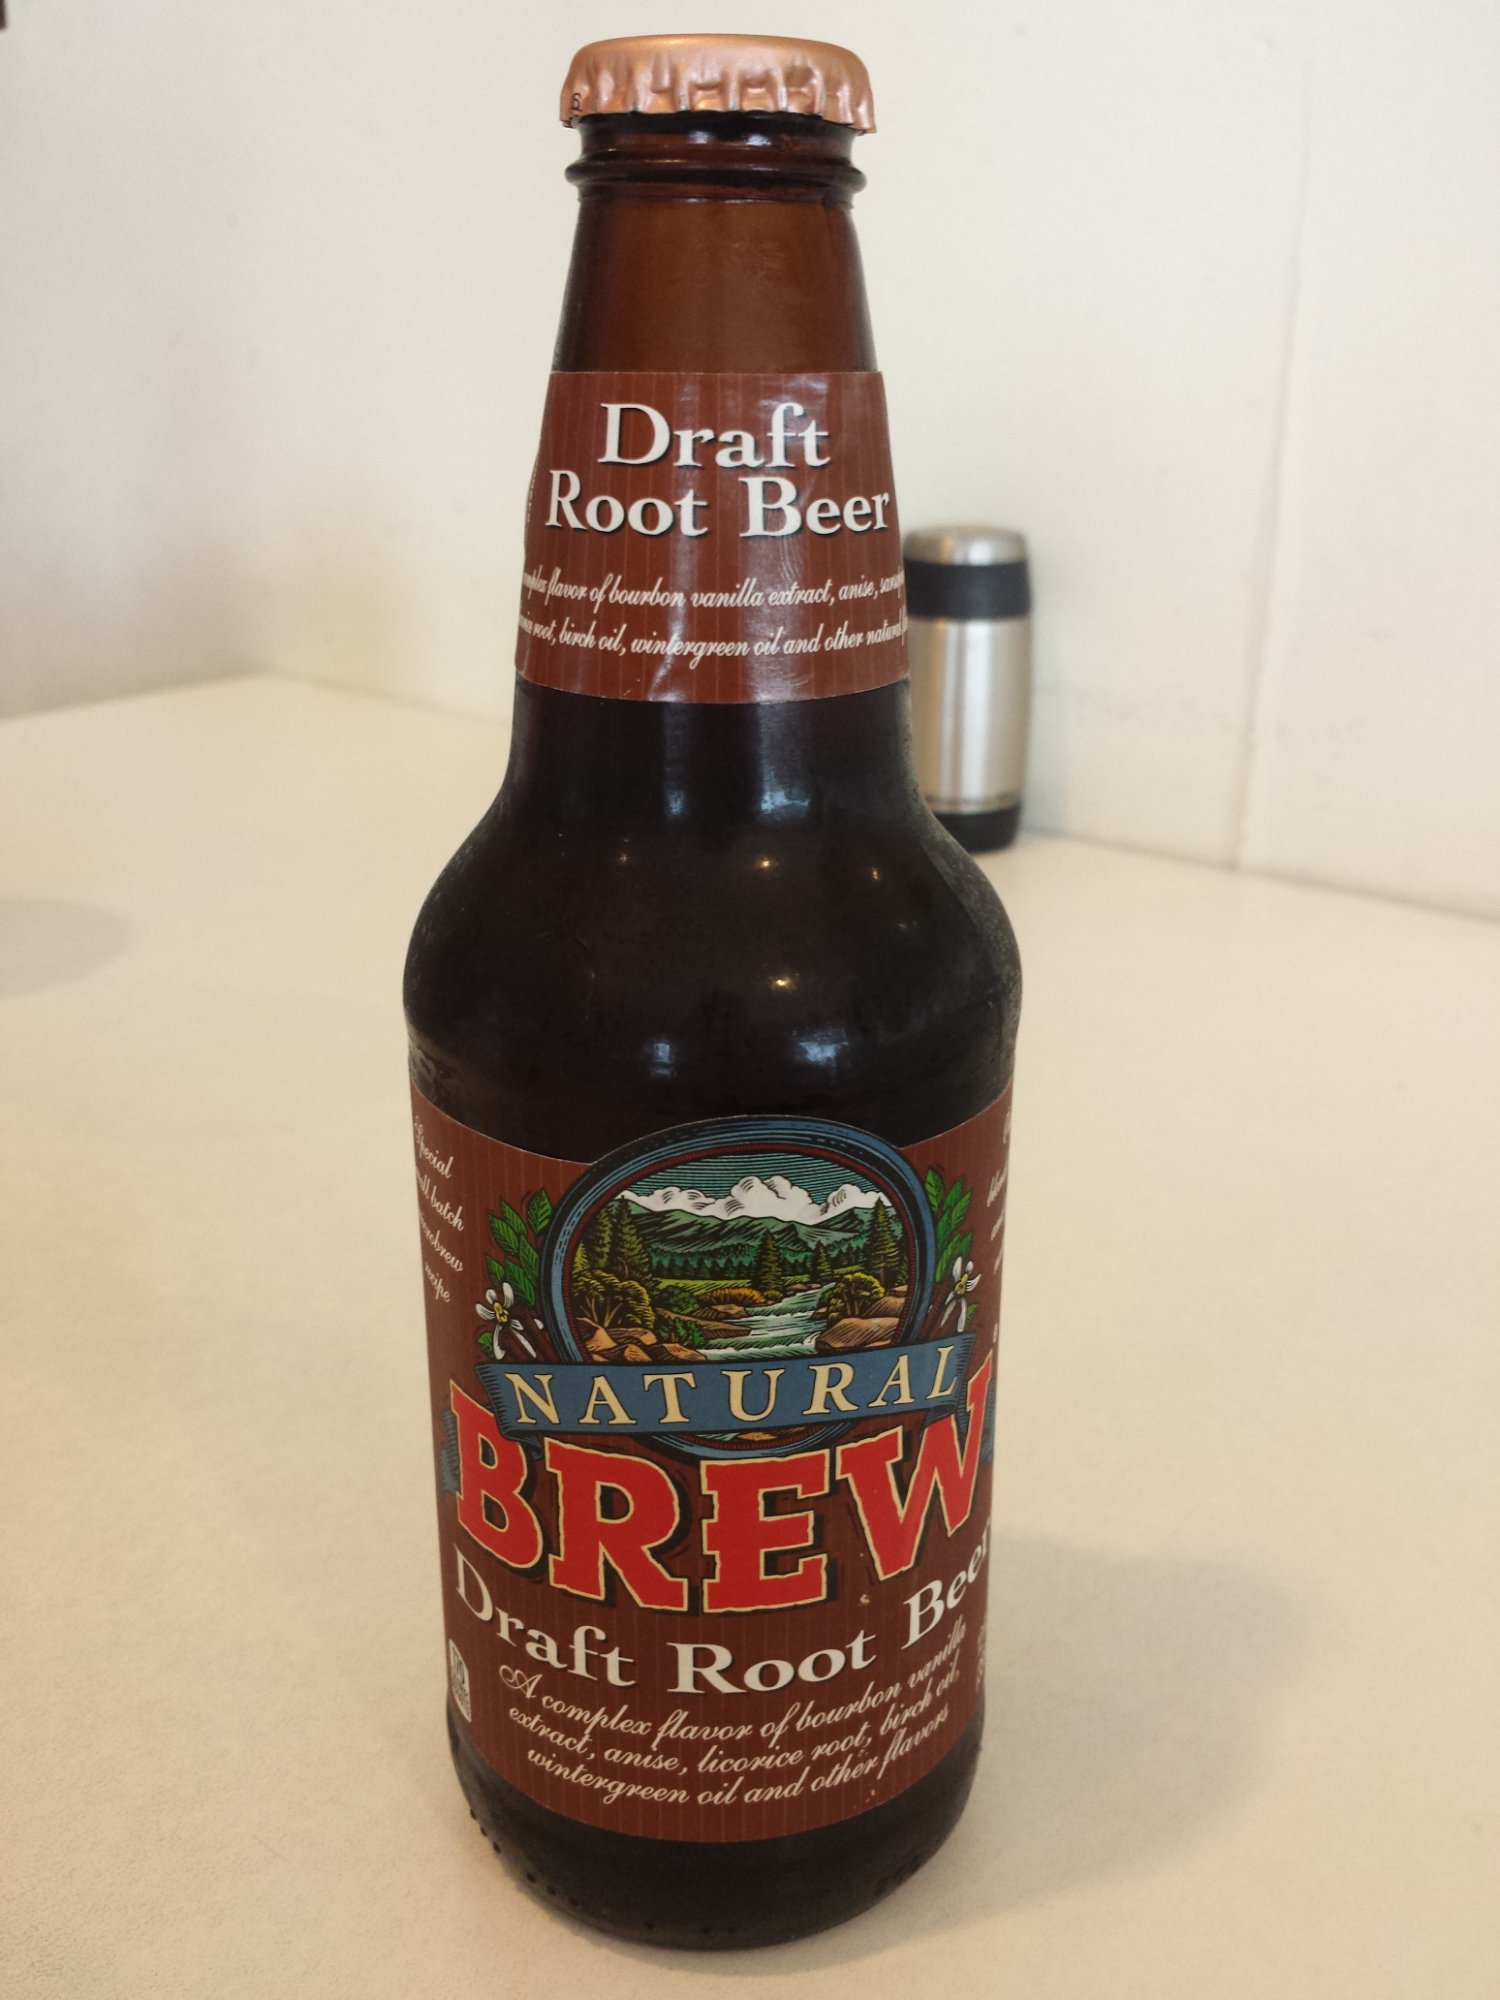 Draft
Root Beer
flavor of bourbon vanilla extract, anise,
root, birch oil, wintergreen oil and other natural
Special
batch
recipe
NATURAL
BREW
Draft Root Beer
A complex flavor of bourbon vanilla
extract, anise, licorice root, birch oil,
wintergreen oil and other flavors